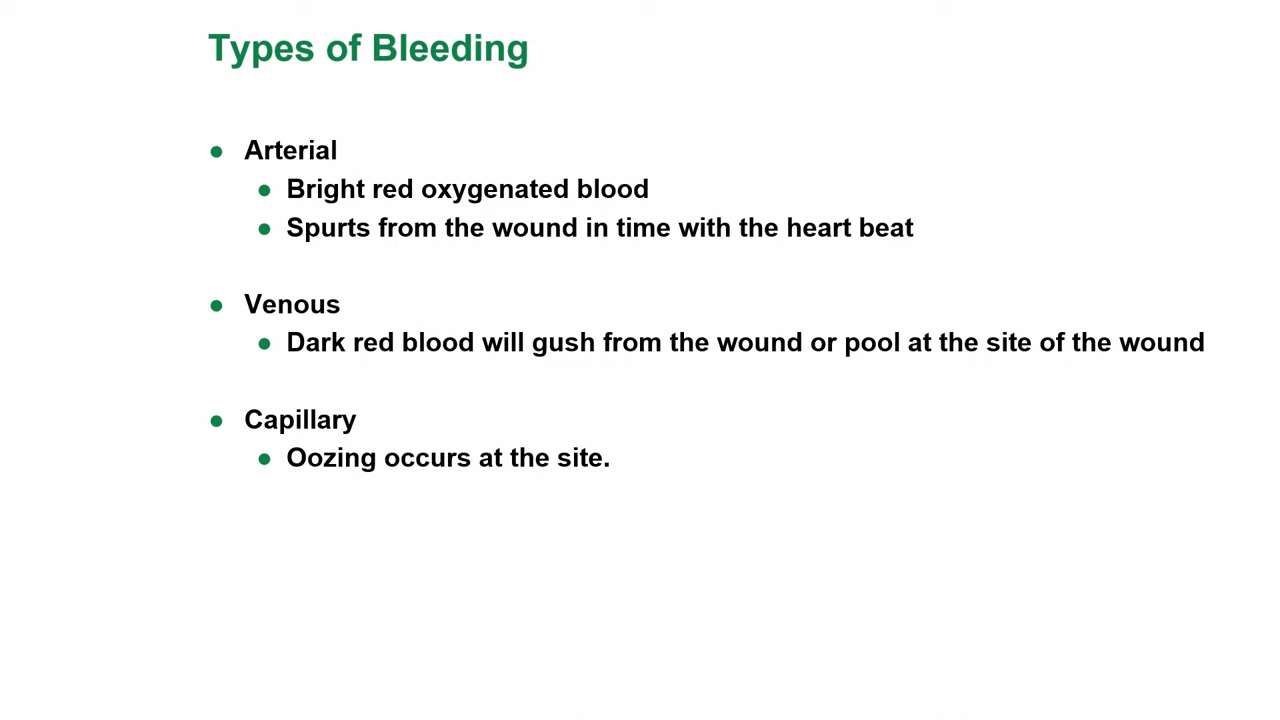 Types of Bleeding
● Arterial
● Bright red oxygenated blood
● Spurts from the wound in time with the heart beat
● Venous
● Dark red blood will gush from the wound or pool at the site of the wound
● Capillary
● Oozing occurs at the site.